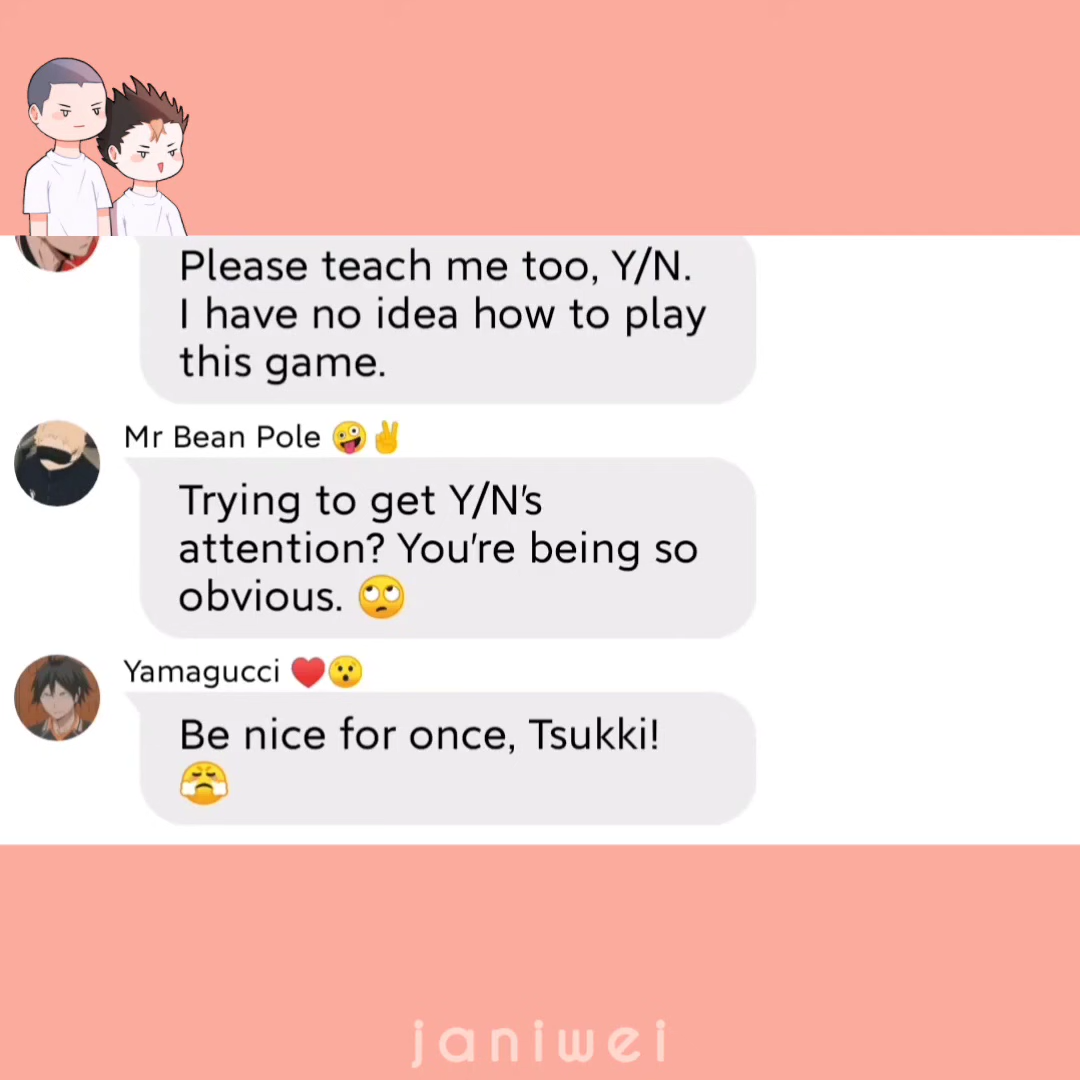 Please teach me too, Y/N.
I have no idea how to play
this game.
Mr Bean Pole 🤪✌
Trying to get Y/N's
attention? You're being so
obvious. 🙄
Yamagucci ❤😯
Be nice for once, Tsukki!
😤
janiwei